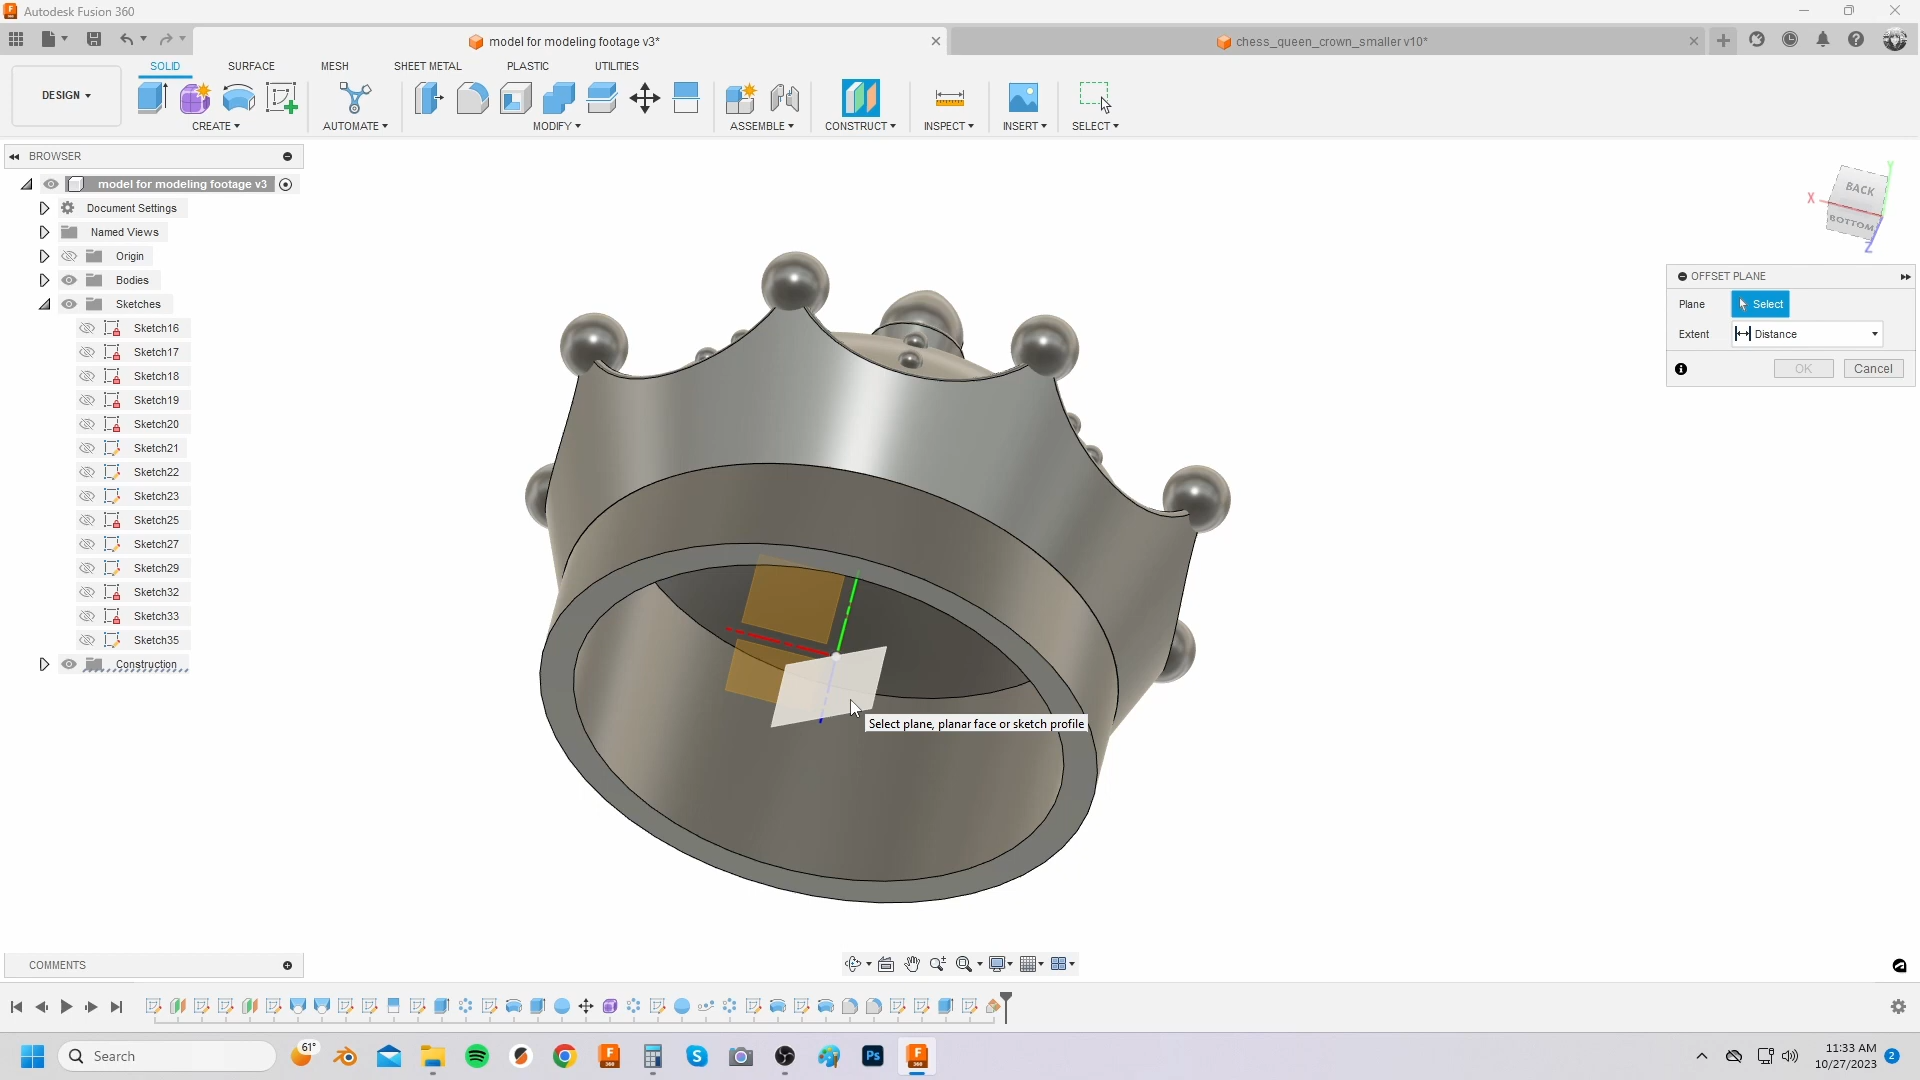 Autodesk Fusion 360
model for modeling footage v3*
chess_queen_crown_smaller v10*
SOLID SURFACE MESH SHEET METAL PLASTIC UTILITIES
DESIGN
CREATE AUTOMATE MODIFY ASSEMBLE CONSTRUCT INSPECT INSERT SELECT
BROWSER
model for modeling footage v3
Document Settings
Named Views
Origin
Bodies
Sketches
Sketch16
Sketch17
Sketch18
Sketch19
Sketch20
Sketch21
Sketch22
Sketch23
Sketch25
Sketch27
Sketch29
Sketch32
Sketch33
Sketch35
Construction
Y
X
BACK
BOTTOM
Z
OFFSET PLANE
Plane Select
Extent Distance
OK Cancel
Select plane, planar face or sketch profile
COMMENTS
61°
Search
Ps
11:33 AM
10/27/2023
2